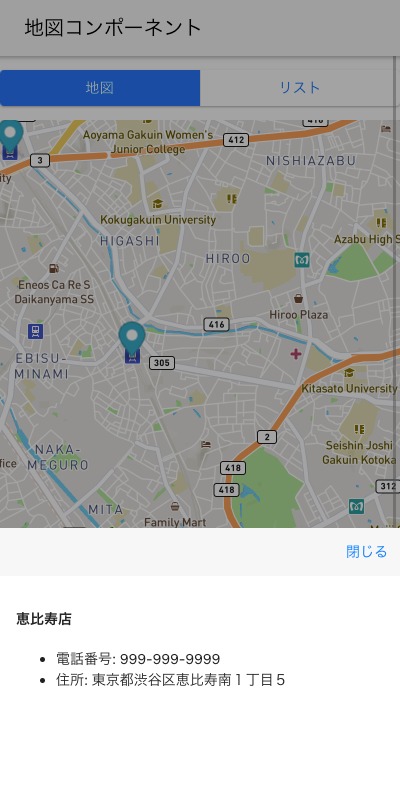 地図コンポーネント
地図
リスト
Aoyama Gakuin Women's
Junior College
412
3
NISHIAZABU
Kokugakuin University
HIGASHI
Azabu High S
HIROO
Eneos Ca Re S
Daikanyama SS
Hiroo Plaza
416
EBISU-
MINAMI
305
Kitasato University
2
Seishin Joshi
Gakuin Kotoka
NAKA-
MEGURO
ffice
418
418
312
MITA
Family Mart
閉じる
恵比寿店
電話番号: 999-999-9999
住所: 東京都渋谷区恵比寿南１丁目５